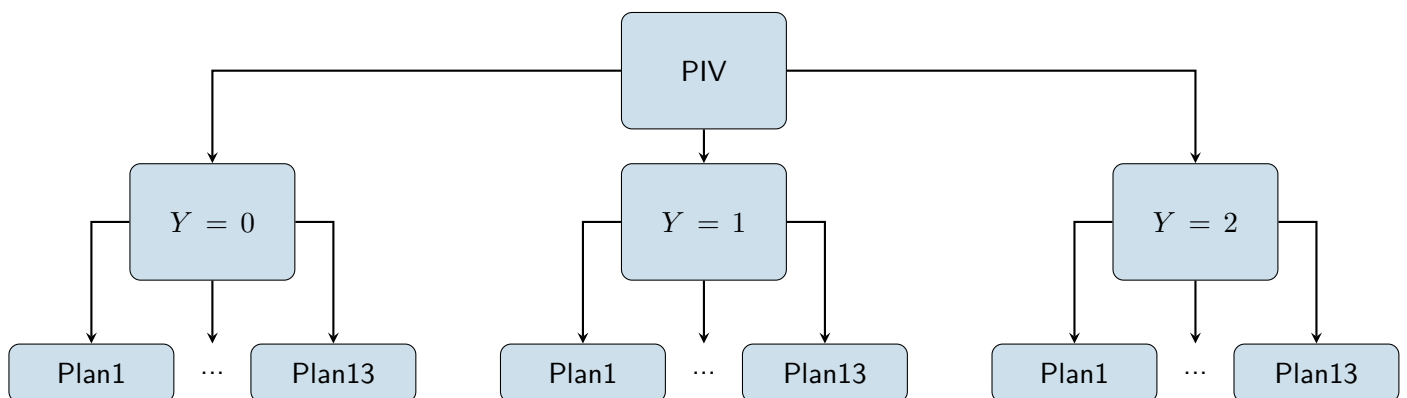 PIV
Y = 0 Y = 1 Y = 2
Plan1 ... Plan13 Plan1 ... Plan13 Plan1 ... Plan13